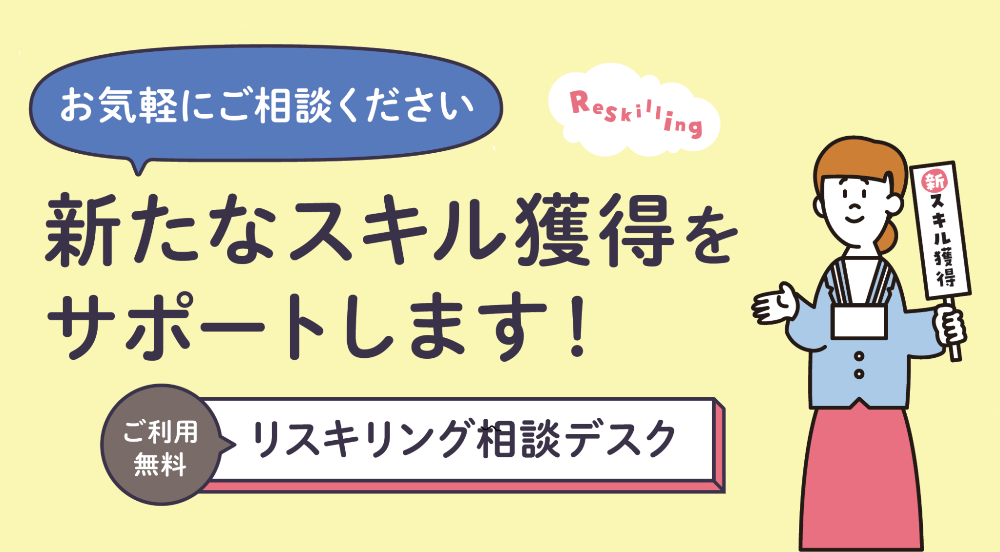 お気軽にご相談ください
Reskilling
新たなスキル獲得を
サポートします！
新スキル獲得
ご利用
無料
リスキリング相談デスク